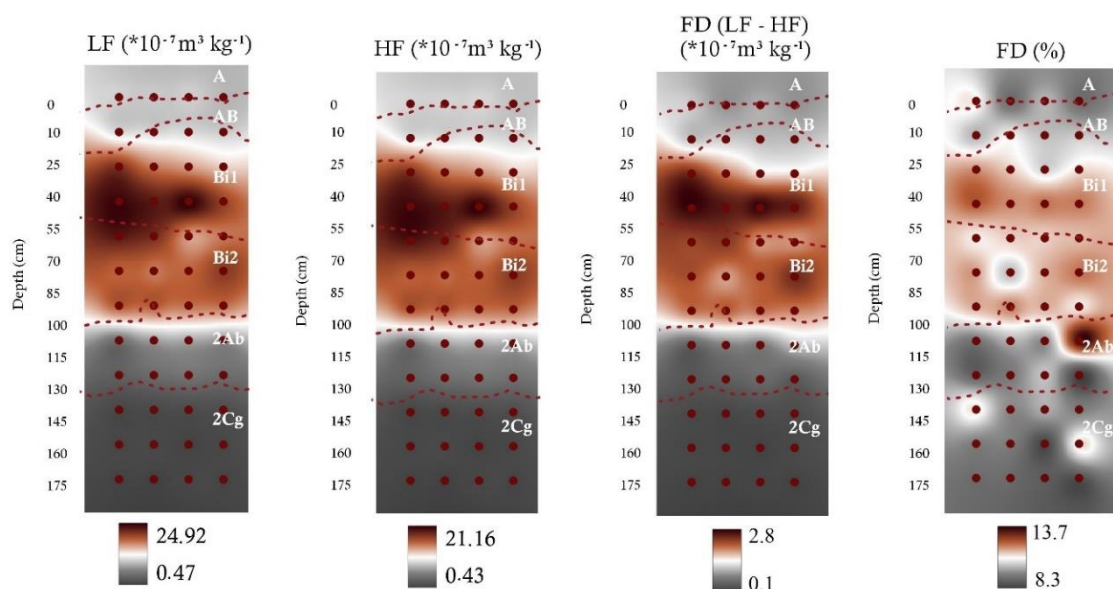 LF (*10⁻⁷m³ kg⁻¹)
Depth (cm)
0
10
25
40
55
70
85
100
115
130
145
160
175
A
AB
Bi1
Bi2
2Ab
2Cg
24.92
0.47
HF (*10⁻⁷m³ kg⁻¹)
Depth (cm)
0
10
25
40
55
70
85
100
115
130
145
160
175
A
AB
Bi1
Bi2
2Ab
2Cg
21.16
0.43
FD (LF - HF)
(*10⁻⁷m³ kg⁻¹)
Depth (cm)
0
10
25
40
55
70
85
100
115
130
145
160
175
A
AB
Bi1
Bi2
2Ab
2Cg
2.8
0.1
FD (%)
Depth (cm)
0
10
25
40
55
70
85
100
115
130
145
160
175
A
AB
Bi1
Bi2
2Ab
2Cg
13.7
8.3